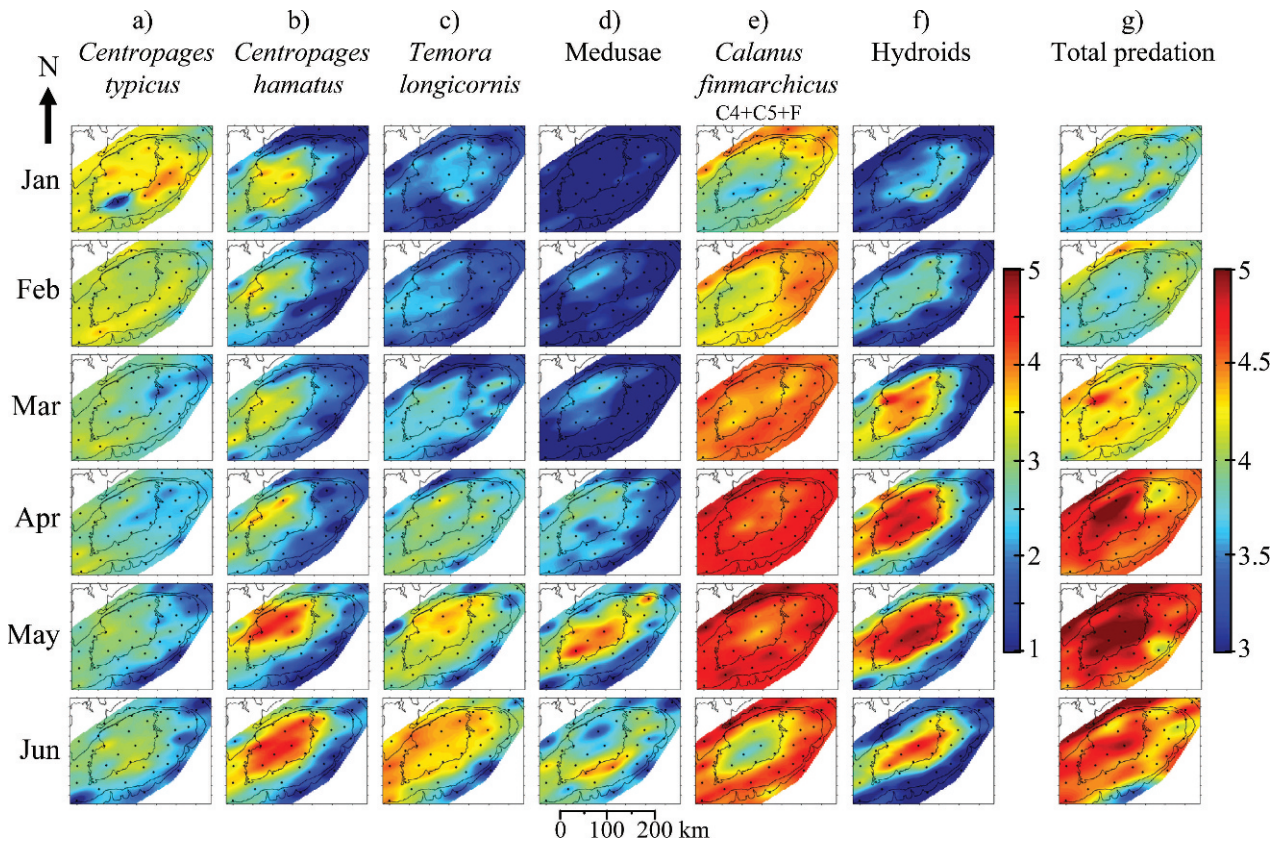 a) b) c) d) e) f) g)
Centropages typicus
Centropages hamatus
Temora longicornis
Medusae
Calanus finmarchicus
C4+C5+F
Hydroids
Total predation
N
Jan
Feb
Mar
Apr
May
Jun
5
4
3
2
1
5
4.5
4
3.5
3
0 100 200 km